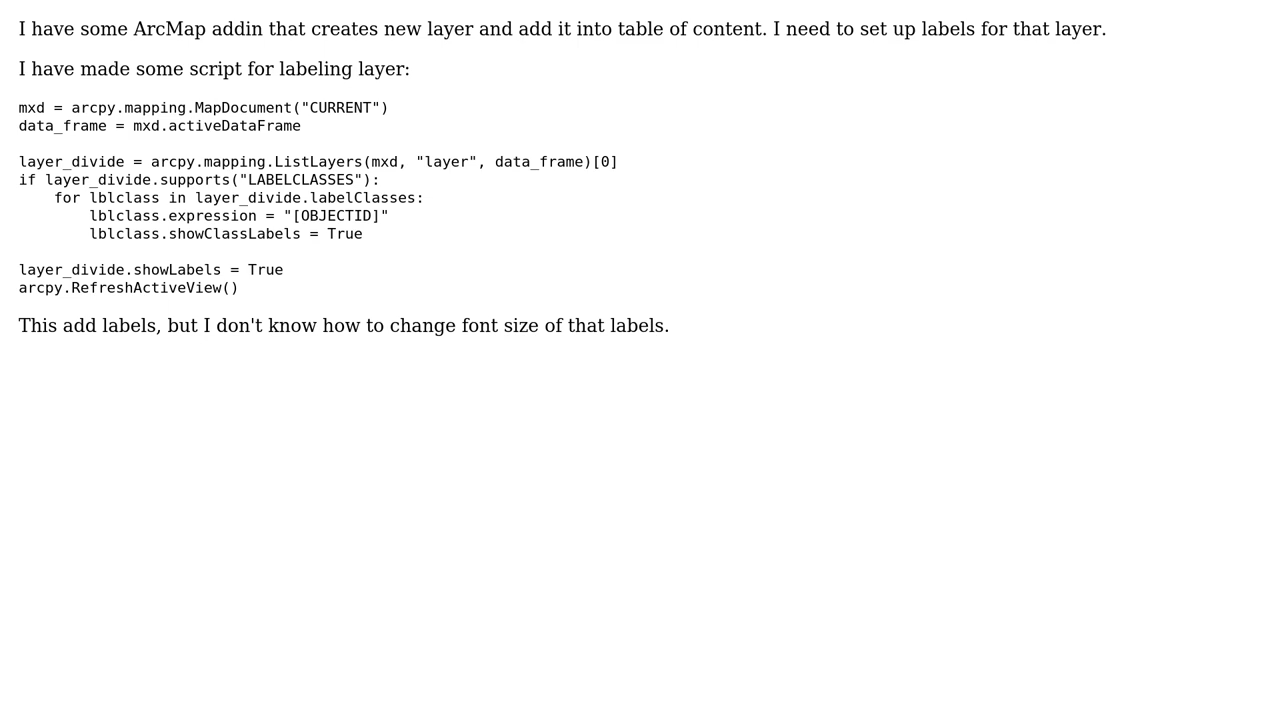 I have some ArcMap addin that creates new layer and add it into table of content. I need to set up labels for that layer.
I have made some script for labeling layer:
mxd = arcpy.mapping.MapDocument("CURRENT")
data_frame = mxd.activeDataFrame
layer_divide = arcpy.mapping.ListLayers(mxd, "layer", data_frame)[0]
if layer_divide.supports("LABELCLASSES"):
    for lblclass in layer_divide.labelClasses:
        lblclass.expression = "[OBJECTID]"
        lblclass.showClassLabels = True
layer_divide.showLabels = True
arcpy.RefreshActiveView()
This add labels, but I don't know how to change font size of that labels.